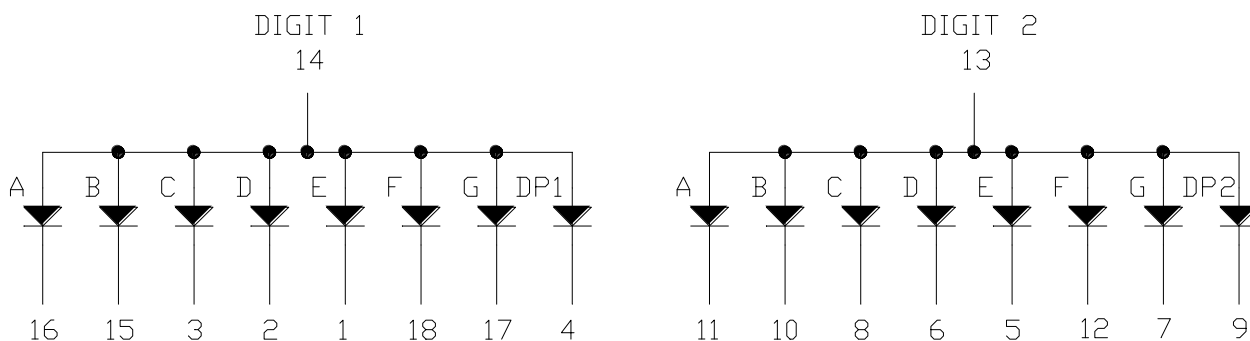 DIGIT 1 DIGIT 2
14 13
A B C D E F G DP1 A B C D E F G DP2
16 15 3 2 1 18 17 4 11 10 8 6 5 12 7 9